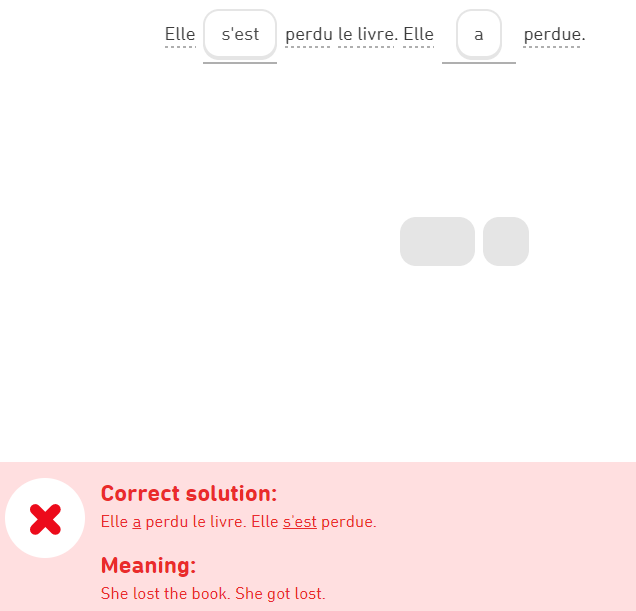 Elle s'est perdu le livre. Elle a perdue.
Correct solution:
Elle a perdu le livre. Elle s'est perdue.
Meaning:
She lost the book. She got lost.